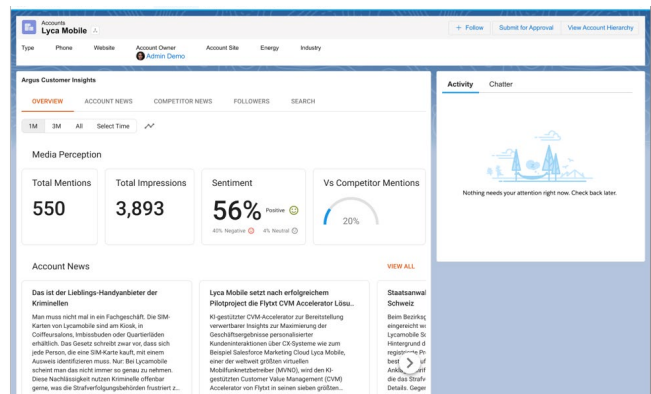 Accounts
Lyca Mobile
+ Follow
Submit for Approval
View Account Hierarchy
Type
Phone
Website
Account Owner
Account Site
Energy
Industry
Admin Demo
Argus Customer Insights
OVERVIEW
ACCOUNT NEWS
COMPETITOR NEWS
FOLLOWERS
SEARCH
1M
3M
All
Select Time
Media Perception
Total Mentions
550
Total Impressions
3,893
Sentiment
56% Positive
40% Negative
4% Neutral
Vs Competitor Mentions
20%
Account News
VIEW ALL
Das ist der Lieblings-Handyanbieter der
Kriminellen
Man muss nicht mal in ein Fachgeschäft. Die SIM-
Karten von Lycamobile sind am Kiosk, in
Coiffeursalons, Imbissbuden oder Quartierläden
erhältlich. Das Gesetz schreibt zwar vor, dass sich
jede Person, die eine SIM-Karte kauft, mit einem
Ausweis identifizieren muss. Nur: Bei Lycamobile
scheint man das nicht immer so genau zu nehmen.
Diese Nachlässigkeit nutzen Kriminelle offenbar
gerne, was die Strafverfolgungsbehörden frustriert z...
Lyca Mobile setzt nach erfolgreichem
Pilotproject die Flytxt CVM Accelerator Lösu...
KI-gestützter CVM-Accelerator zur Bereitstellung
verwertbarer Insights zur Maximierung der
Geschäftsergebnisse personalisierter
Kundeninteraktionen über CX-Systeme wie zum
Beispiel Salesforce Marketing Cloud Lyca Mobile,
einer der weltweit größten virtuellen
Mobilfunknetzbetreiber (MVNO), wird den KI-
gestützten Customer Value Management (CVM)
Accelerator von Flytxt in seinen sieben größten...
Staatsanwal
Schweiz
Beim Bezirksg
eingereicht we
Lycamobile Sc
Hintergrund d
die das Strafv
Details. Gegen
Activity
Chatter
Nothing needs your attention right now. Check back later.